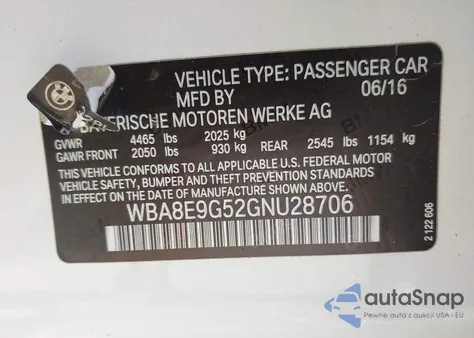 VEHICLE TYPE: PASSENGER CAR
MFD BY 06/16
BAYERISCHE MOTOREN WERKE AG
GVWR 4465 lbs 2025 kg
GAWR FRONT 2050 lbs 930 kg REAR 2545 lbs 1154 kg
THIS VEHICLE CONFORMS TO ALL APPLICABLE U.S. FEDERAL MOTOR
VEHICLE SAFETY, BUMPER AND THEFT PREVENTION STANDARDS IN
EFFECT ON THE DATE OF MANUFACTURE SHOWN ABOVE.
WBA8E9G52GNU28706
2 122 606
autoSnap
Pewne auta z USA i EU